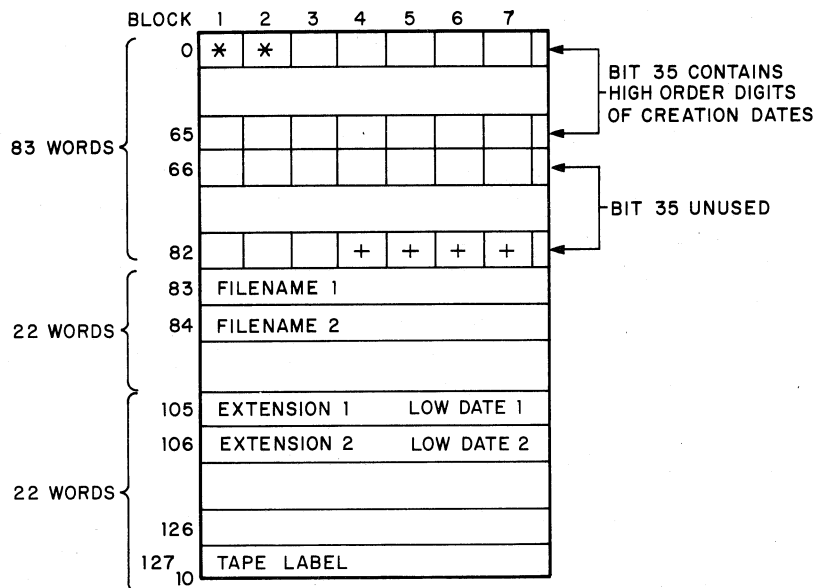 BLOCK 1 2 3 4 5 6 7
0 * *
BIT 35 CONTAINS
HIGH ORDER DIGITS
OF CREATION DATES
65
83 WORDS
66
BIT 35 UNUSED
82 + + + +
83 FILENAME 1
84 FILENAME 2
22 WORDS
105 EXTENSION 1 LOW DATE 1
106 EXTENSION 2 LOW DATE 2
22 WORDS
126
127 10 TAPE LABEL